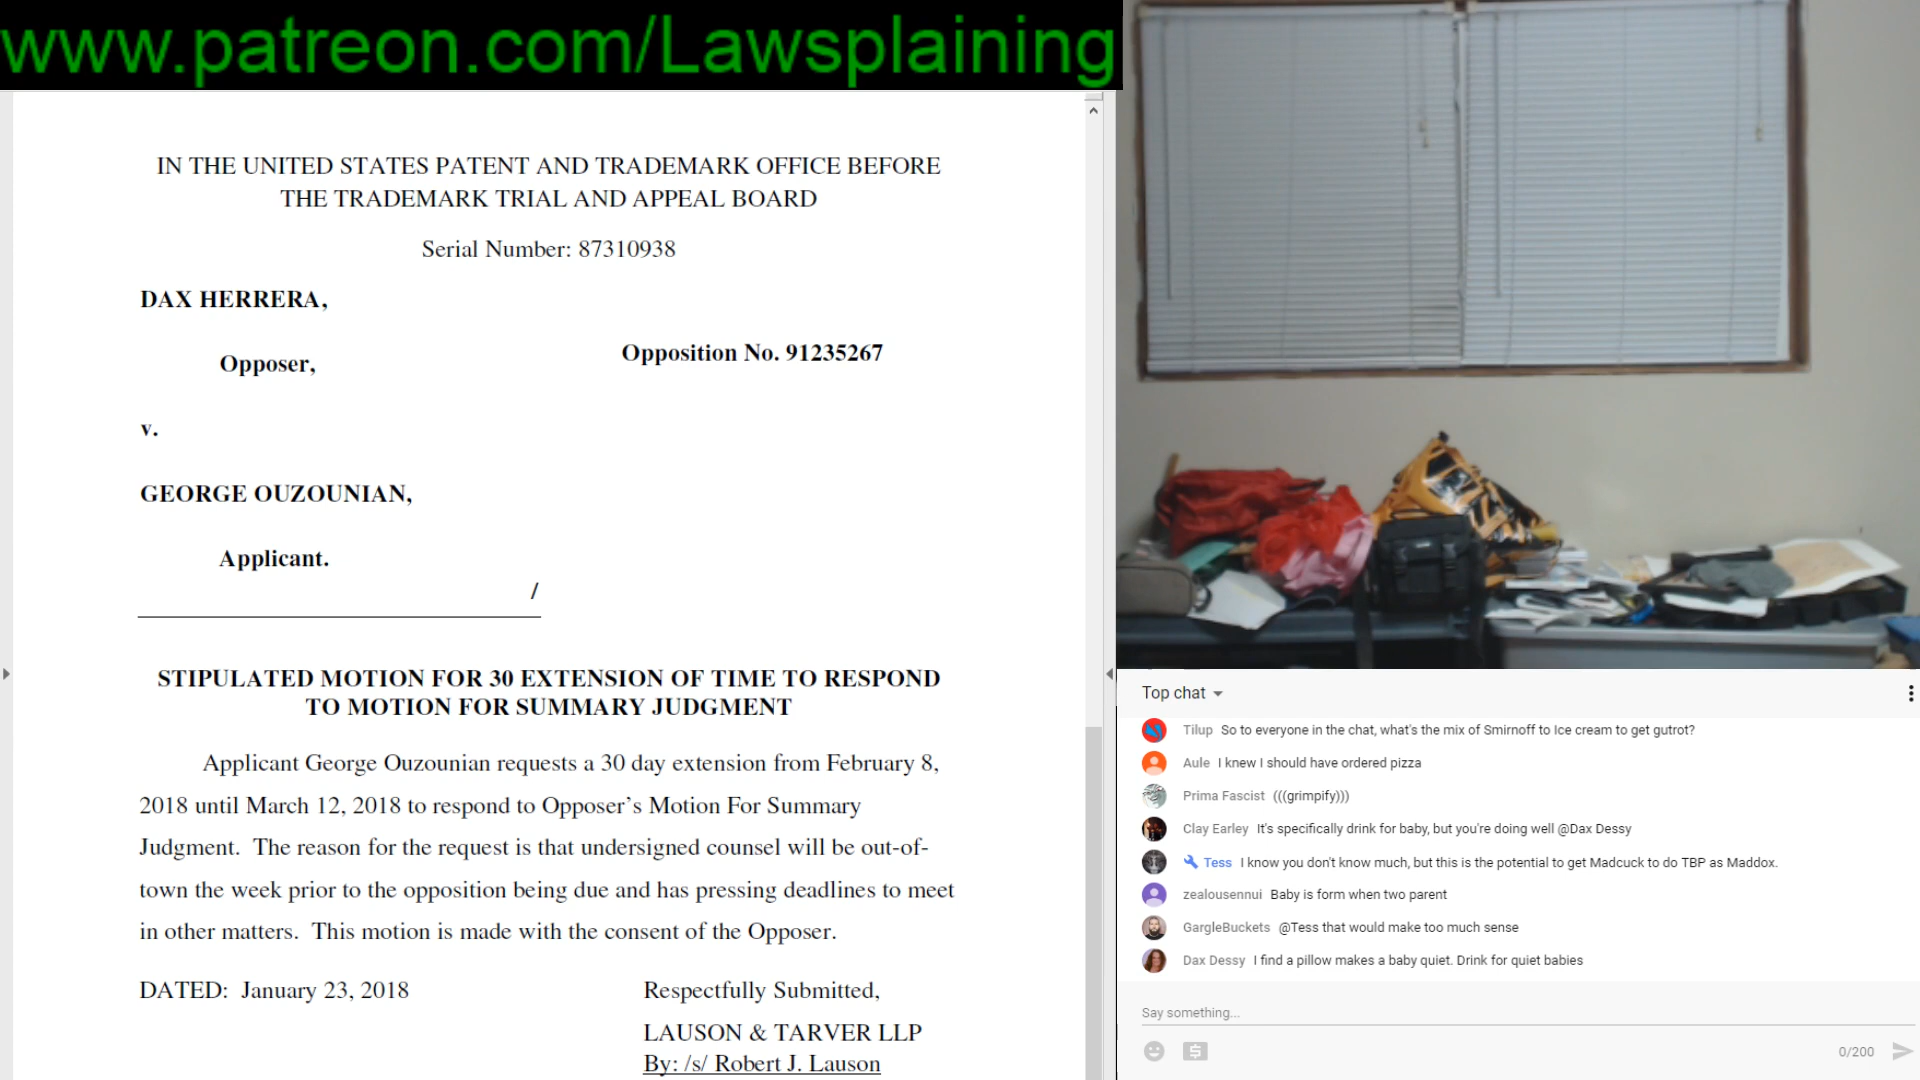 www.patreon.com/Lawsplaining
IN THE UNITED STATES PATENT AND TRADEMARK OFFICE BEFORE
THE TRADEMARK TRIAL AND APPEAL BOARD
Serial Number: 87310938
DAX HERRERA,
Opposer,
Opposition No. 91235267
v.
GEORGE OUZOUNIAN,
Applicant.
/
STIPULATED MOTION FOR 30 EXTENSION OF TIME TO RESPOND
TO MOTION FOR SUMMARY JUDGMENT
Applicant George Ouzounian requests a 30 day extension from February 8,
2018 until March 12, 2018 to respond to Opposer’s Motion For Summary
Judgment. The reason for the request is that undersigned counsel will be out-of-
town the week prior to the opposition being due and has pressing deadlines to meet
in other matters. This motion is made with the consent of the Opposer.
DATED: January 23, 2018
Respectfully Submitted,
LAUSON & TARVER LLP
By: /s/ Robert J. Lauson
Top chat
Tilup So to everyone in the chat, what's the mix of Smirnoff to Ice cream to get gutrot?
Aule I knew I should have ordered pizza
Prima Fascist (((grimpify)))
Clay Earley It's specifically drink for baby, but you're doing well @Dax Dessy
Tess I know you don't know much, but this is the potential to get Madcuck to do TBP as Maddox.
zealousennui Baby is form when two parent
GargleBuckets @Tess that would make too much sense
Dax Dessy I find a pillow makes a baby quiet. Drink for quiet babies
Say something...
0/200